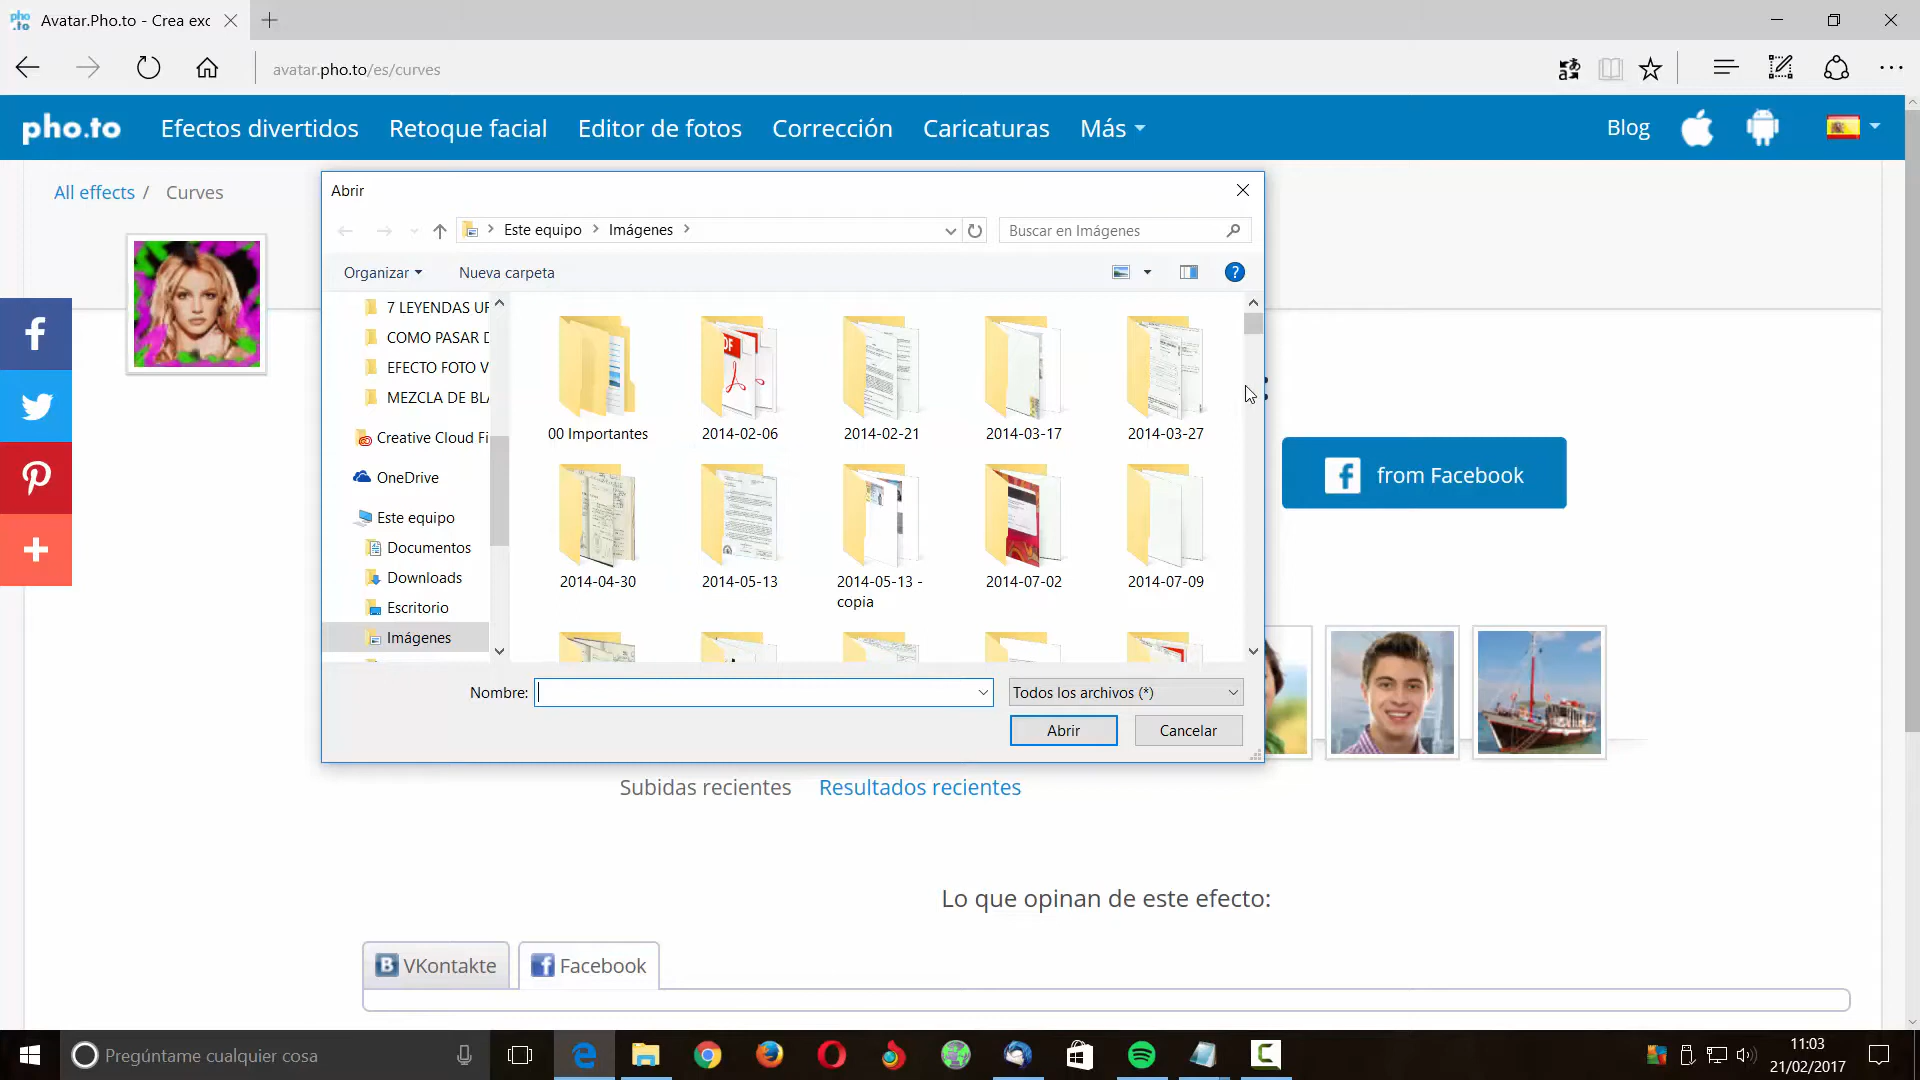 Avatar.Pho.to - Crea exc
avatar.pho.to/es/curves
pho.to
Efectos divertidos
Retoque facial
Editor de fotos
Corrección
Caricaturas
Más
Blog
All effects / Curves
Abrir
Este equipo
Imágenes
Buscar en Imágenes
Organizar
Nueva carpeta
7 LEYENDAS UR
COMO PASAR D
EFECTO FOTO V
MEZCLA DE BLA
Creative Cloud Fi
OneDrive
Este equipo
Documentos
Downloads
Escritorio
Imágenes
00 Importantes
2014-02-06
2014-02-21
2014-03-17
2014-03-27
2014-04-30
2014-05-13
2014-05-13 -
copia
2014-07-02
2014-07-09
Nombre:
Todos los archivos (*)
Abrir
Cancelar
from Facebook
Subidas recientes
Resultados recientes
Lo que opinan de este efecto:
VKontakte
Facebook
Pregúntame cualquier cosa
11:03
21/02/2017